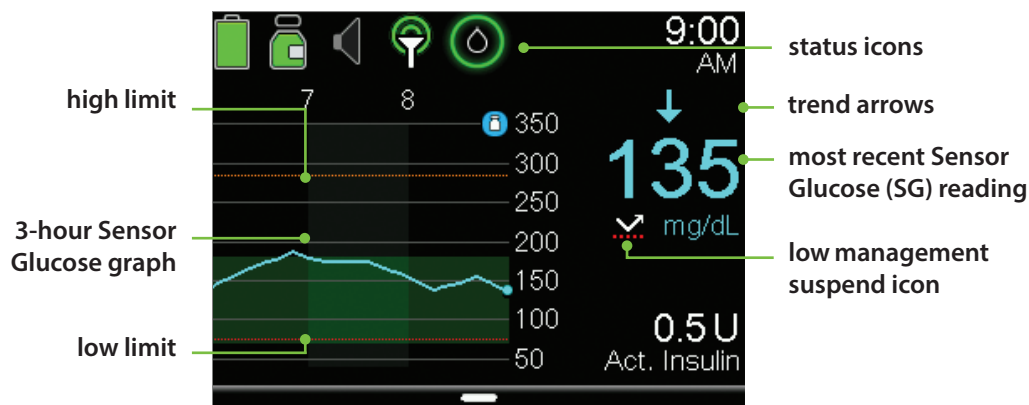 9:00
AM
status icons
high limit
7 8
trend arrows
350
300
135
most recent Sensor
Glucose (SG) reading
250
mg/dL
3-hour Sensor
Glucose graph
200
low management
suspend icon
150
100
0.5 U
low limit
50
Act. Insulin